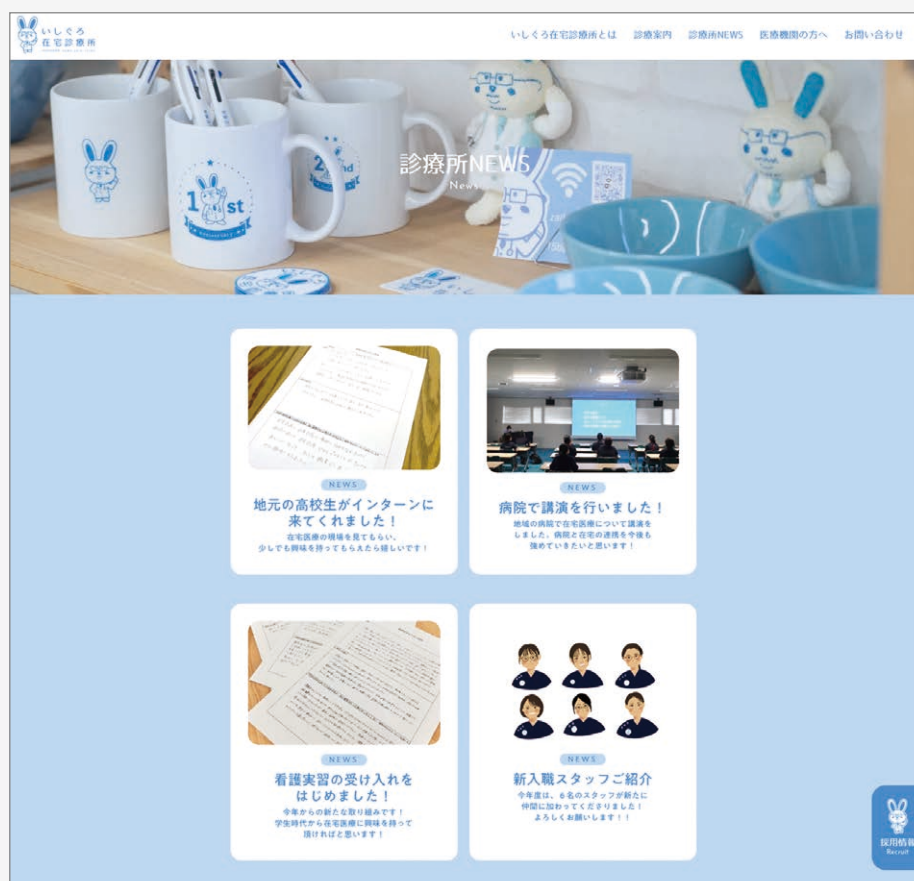 いしぐろ
在宅診療所
いしぐろ在宅診療所とは 診療案内 診療所NEWS 医療機関の方へ お問い合わせ
診療所NEWS
News
1st
2nd
NEWS
地元の高校生がインターンに
来てくれました！
在宅医療の現場を見てもらい、
少しでも興味を持ってもらえたら嬉しいです！
NEWS
病院で講演を行いました！
地域の病院で在宅医療について講演を
しました。病院と在宅の連携を今後も
強めていきたいと思います！
NEWS
看護実習の受け入れを
はじめました！
今年からの新たな取り組みです！
学生時代から在宅医療に興味を持って
頂ければと思います！
NEWS
新入職スタッフご紹介
今年度は、6名のスタッフが新たに
仲間に加わってくださりました！
よろしくお願いします！！
採用情報
Recruit